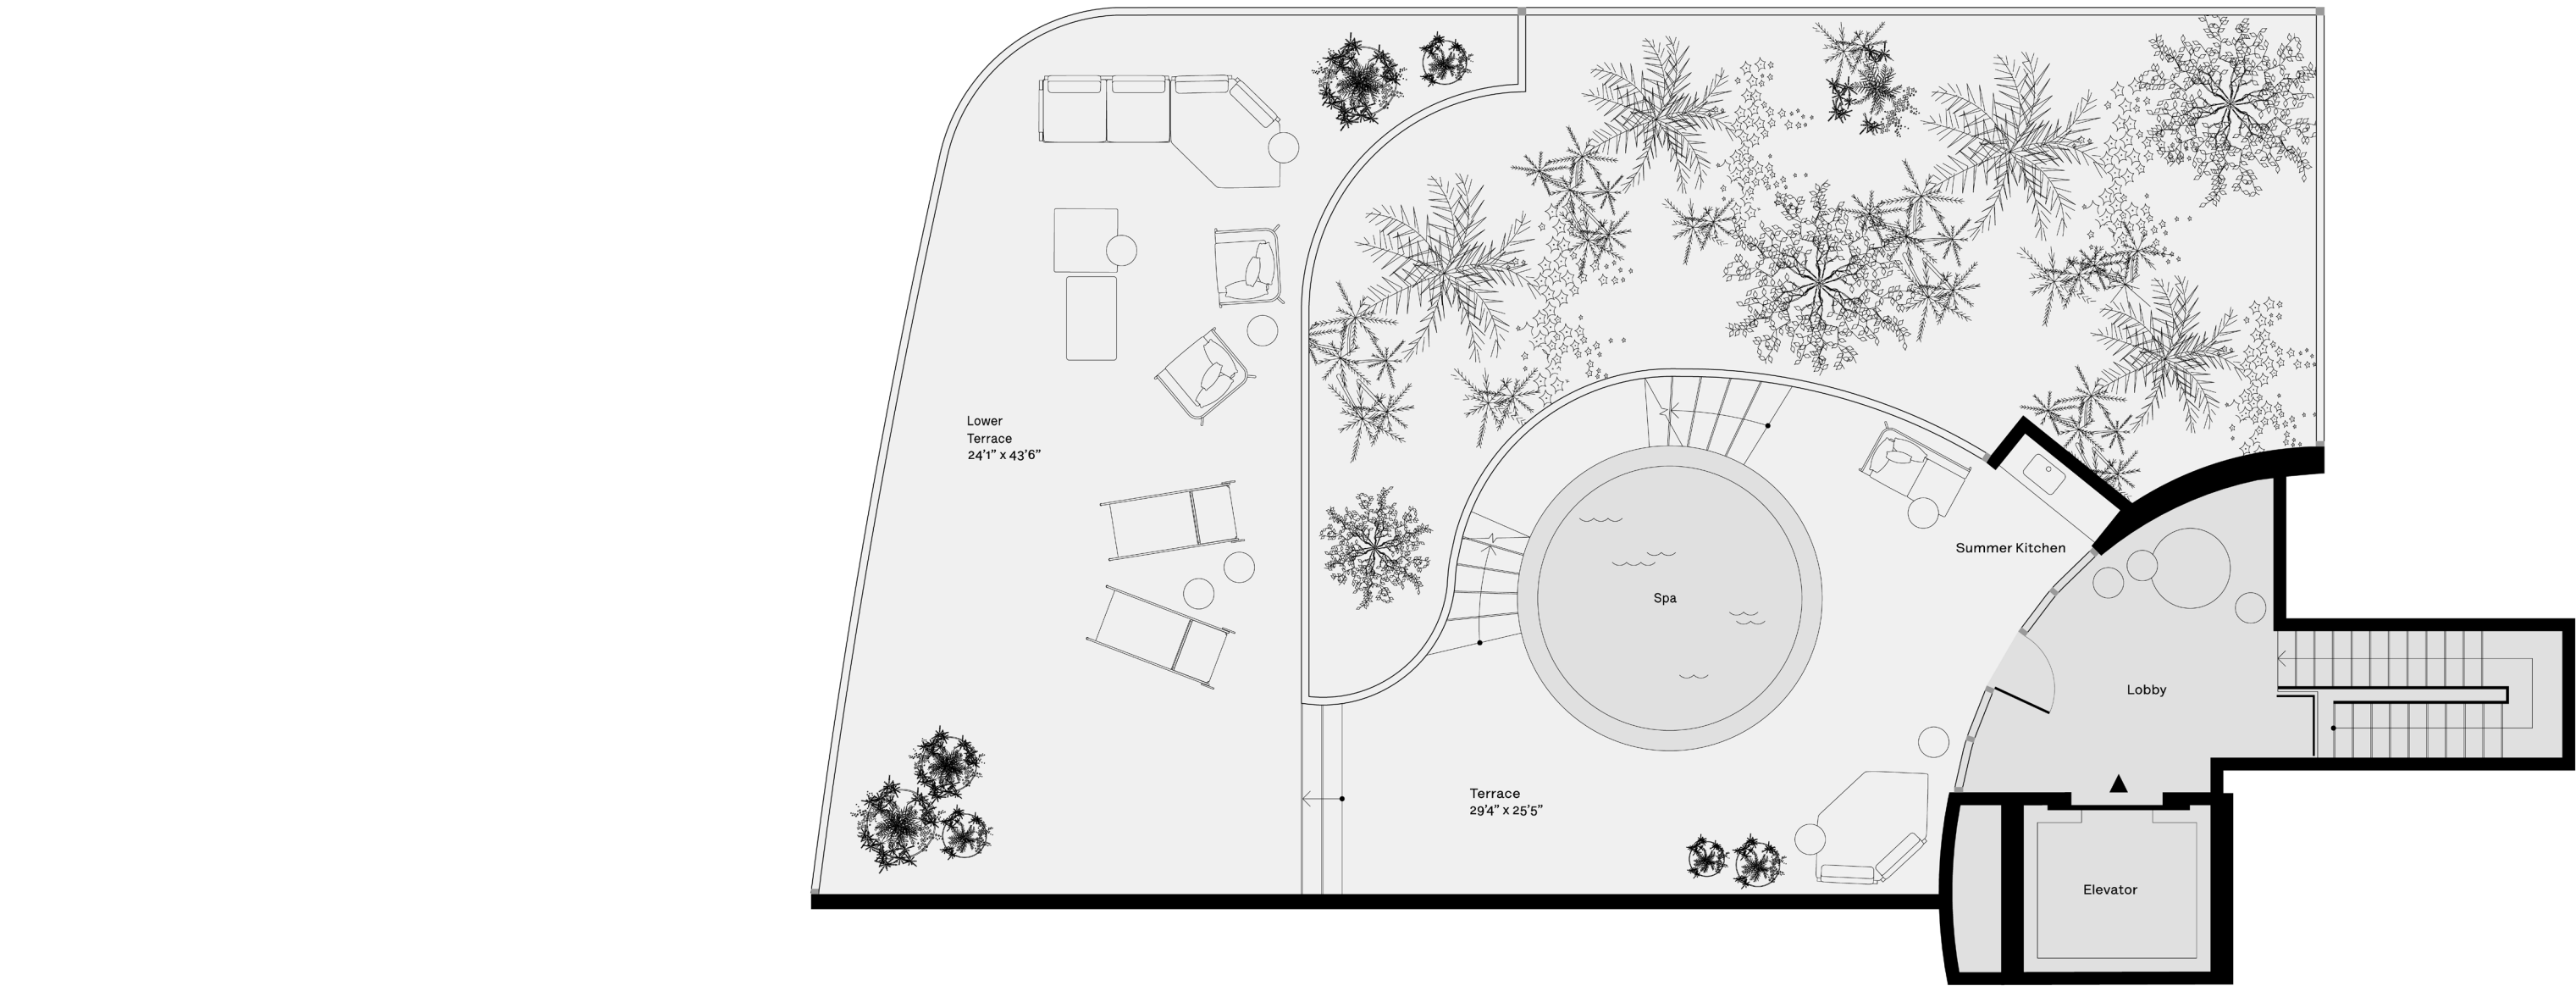 Lower
Terrace
24’1” x 43’6”
Summer Kitchen
Spa
Lobby
Terrace
29’4” x 25’5”
Elevator